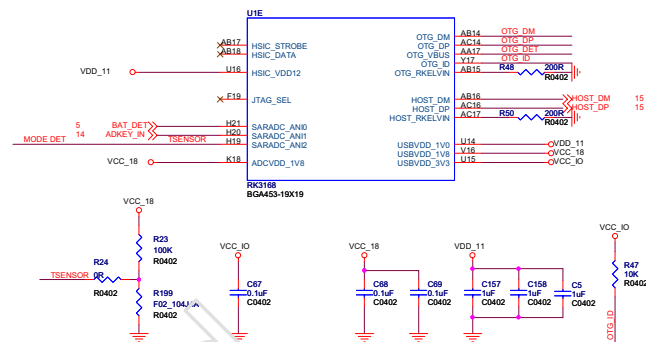 U1E
AB17 HSIC_STROBE
AB18 HSIC_DATA
VDD_11 U16 HSIC_VDD12
F19 JTAG_SEL
5 BAT_DET H21 SARADC_ANI0
14 ADKEY_IN H20 SARADC_ANI1
MODE DET TSENSOR H19 SARADC_ANI2
VCC_18 K18 ADCVDD_1V8
OTG_DM AB14 OTG_DM
OTG_DP AC14 OTG_DP
OTG_VBUS AA17 OTG_DET
OTG_ID Y17 OTG_ID
OTG_RKELVIN AB15 R48 200R
R0402
HOST_DM AB16 HOST_DM 15
HOST_DP AC16 HOST_DP 15
HOST_RKELVIN AC17 R50 200R
R0402
USBVDD_1V0 U14 VDD_11
USBVDD_1V8 V16 VCC_18
USBVDD_3V3 U15 VCC_IO
RK3168
BGA453-19X19
VCC_18
R23
100K
R0402
TSENSOR R24
0R
R0402
R199
R0402
VCC_IO
C67
0.1uF
C0402
VCC_18
C68
0.1uF
C0402
C69
0.1uF
C0402
VDD_11
C157
1uF
C0402
C158
1uF
C0402
C5
1uF
C0402
VCC_IO
R47
10K
R0402
OTG_ID